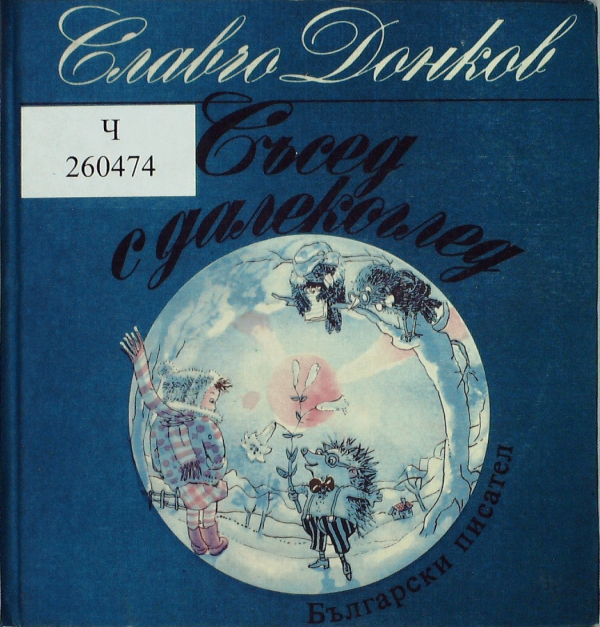 Славчо Донков
Ч
260474
Съсед
с далекоглед
Български писател